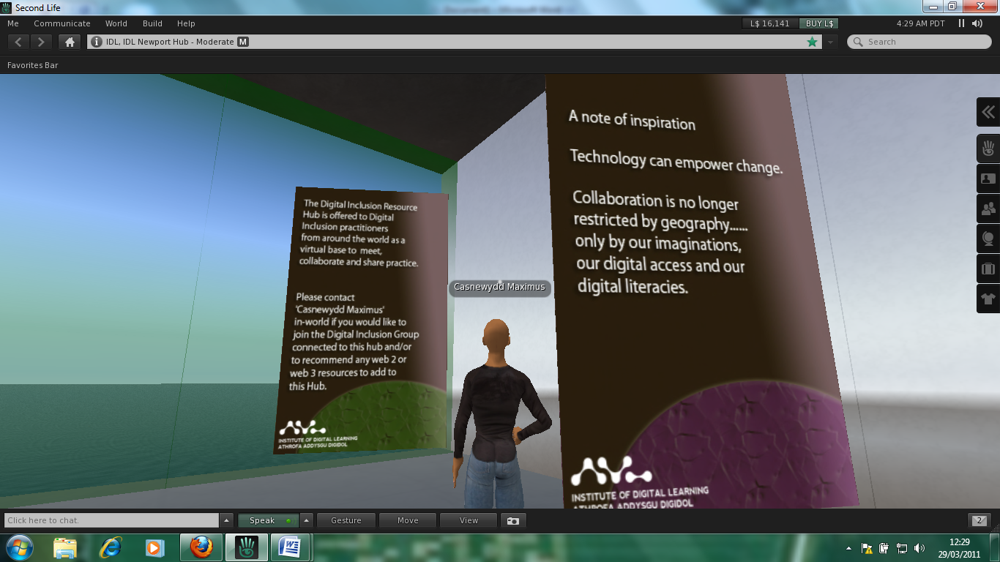 Second Life
Me Communicate World Build Help
L$ 16,141 BUY L$ 4:29 AM PDT
IDL, IDL Newport Hub - Moderate M
Search
Favorites Bar
The Digital Inclusion Resource
Hub is offered to Digital
Inclusion practitioners
from around the world as a
virtual base to meet,
collaborate and share practice.
Please contact
'Casnewydd Maximus'
in-world if you would like to
join the Digital Inclusion Group
connected to this hub and/or
to recommend any web 2 or
web 3 resources to add to
this Hub.
INSTITUTE OF DIGITAL LEARNING
ATHROFA ADDYSGU DIGIDOL
Casnewydd Maximus
A note of inspiration
Technology can empower change.
Collaboration is no longer
restricted by geography......
only by our imaginations,
our digital access and our
digital literacies.
INSTITUTE OF DIGITAL LEARNING
ATHROFA ADDYSGU DIGIDOL
Click here to chat.
Speak
Gesture
Move
View
2
12:29
29/03/2011